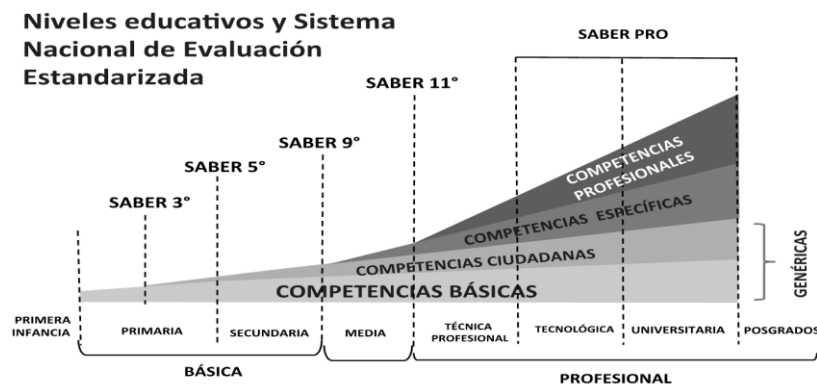 Niveles educativos y Sistema
Nacional de Evaluación
Estandarizada
SABER PRO
SABER 11°
SABER 9°
SABER 5°
SABER 3°
COMPETENCIAS
PROFESIONALES
COMPETENCIAS ESPECÍFICAS
COMPETENCIAS CIUDADANAS
COMPETENCIAS BÁSICAS
GENÉRICAS
PRIMERA
INFANCIA
PRIMARIA
SECUNDARIA
MEDIA
TÉCNICA
PROFESIONAL
TECNOLÓGICA
UNIVERSITARIA
POSGRADOS
BÁSICA
PROFESIONAL